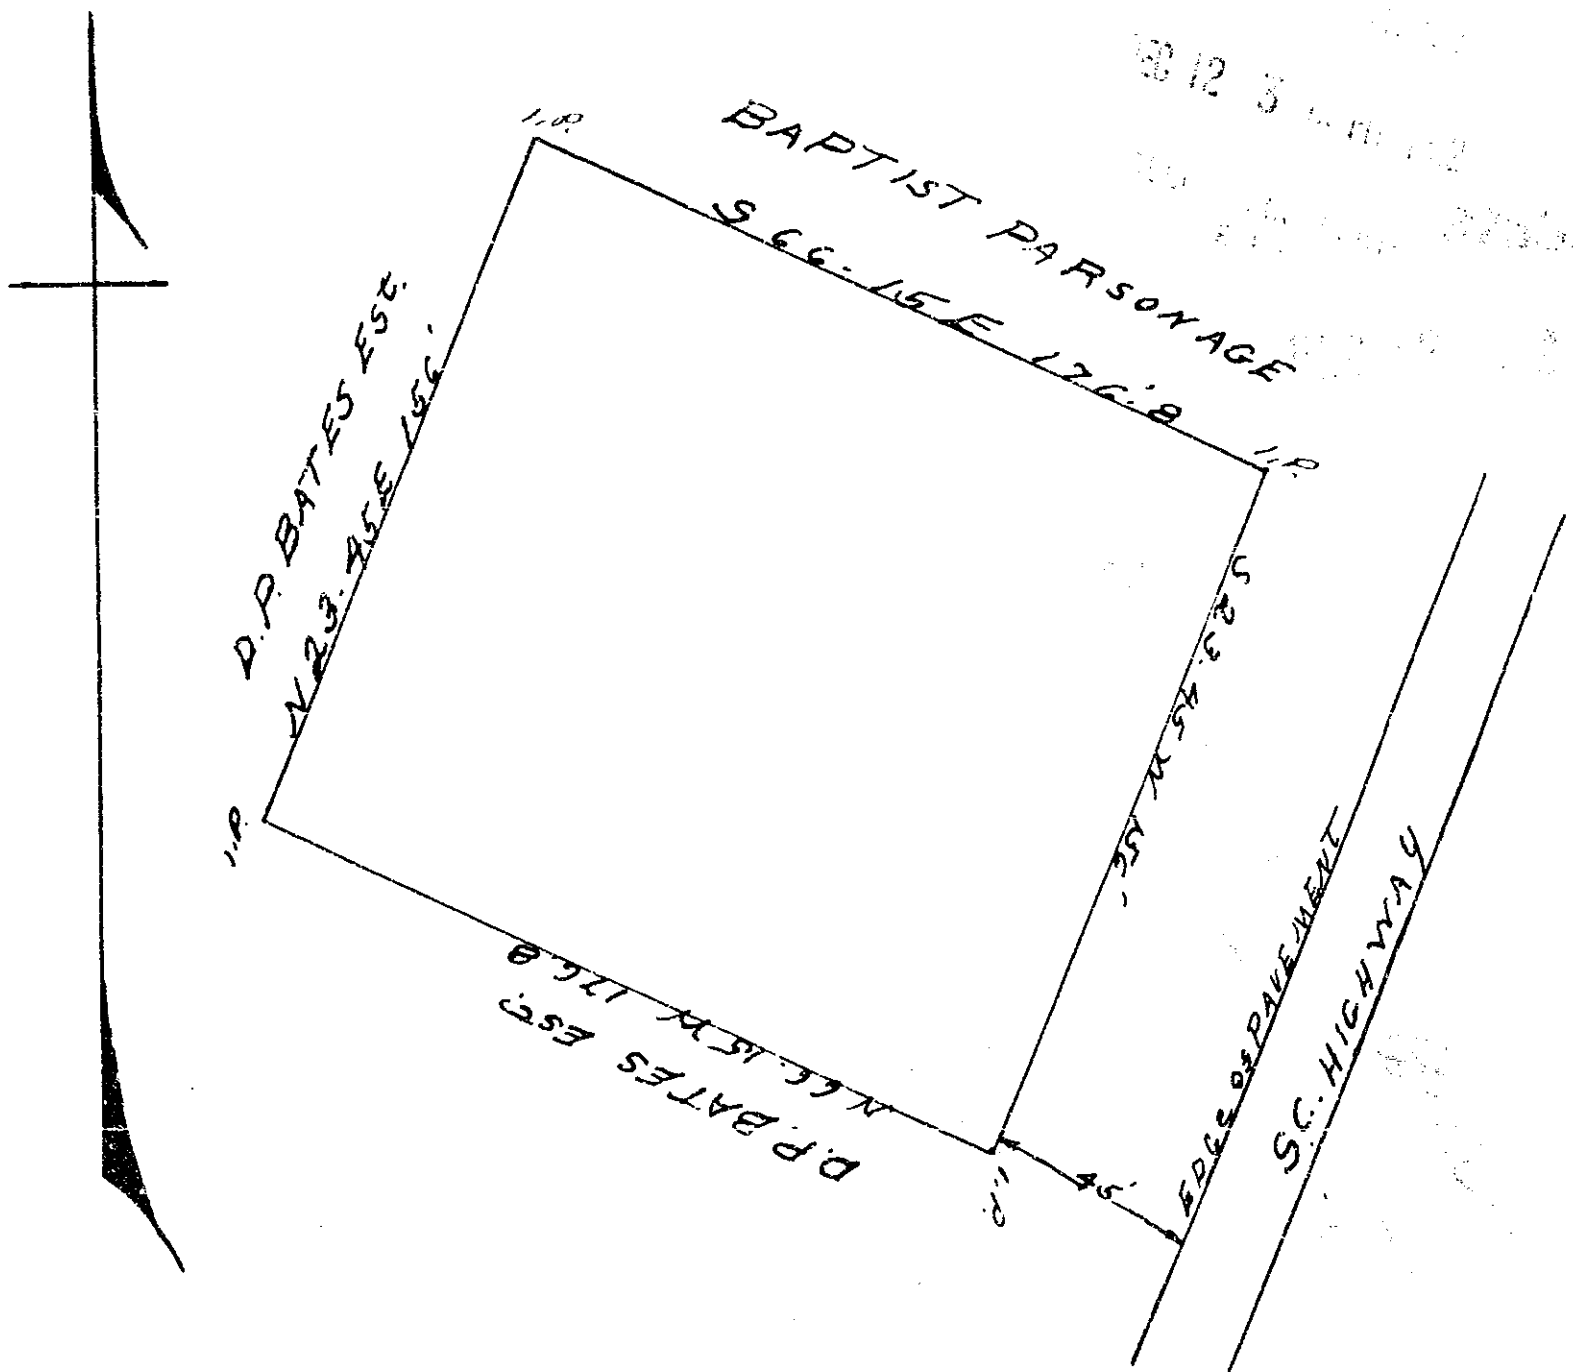 I.P.
BAPTIST PARSONAGE
S 66-15 E 176.'8
I.P.
D.P. BATES EST.
N 23-45 E 156'
S 23-45 W 156'
I.P.
N 66-15 W 176.8
D.P. BATES EST.
I.P.
45'
EDGE OF PAVEMENT
S.C. HIGHWAY